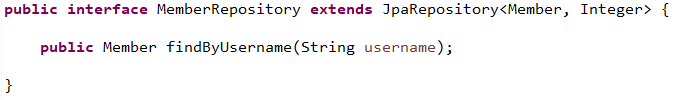 public interface MemberRepository extends JpaRepository<Member, Integer> {
    public Member findByUsername(String username);
}